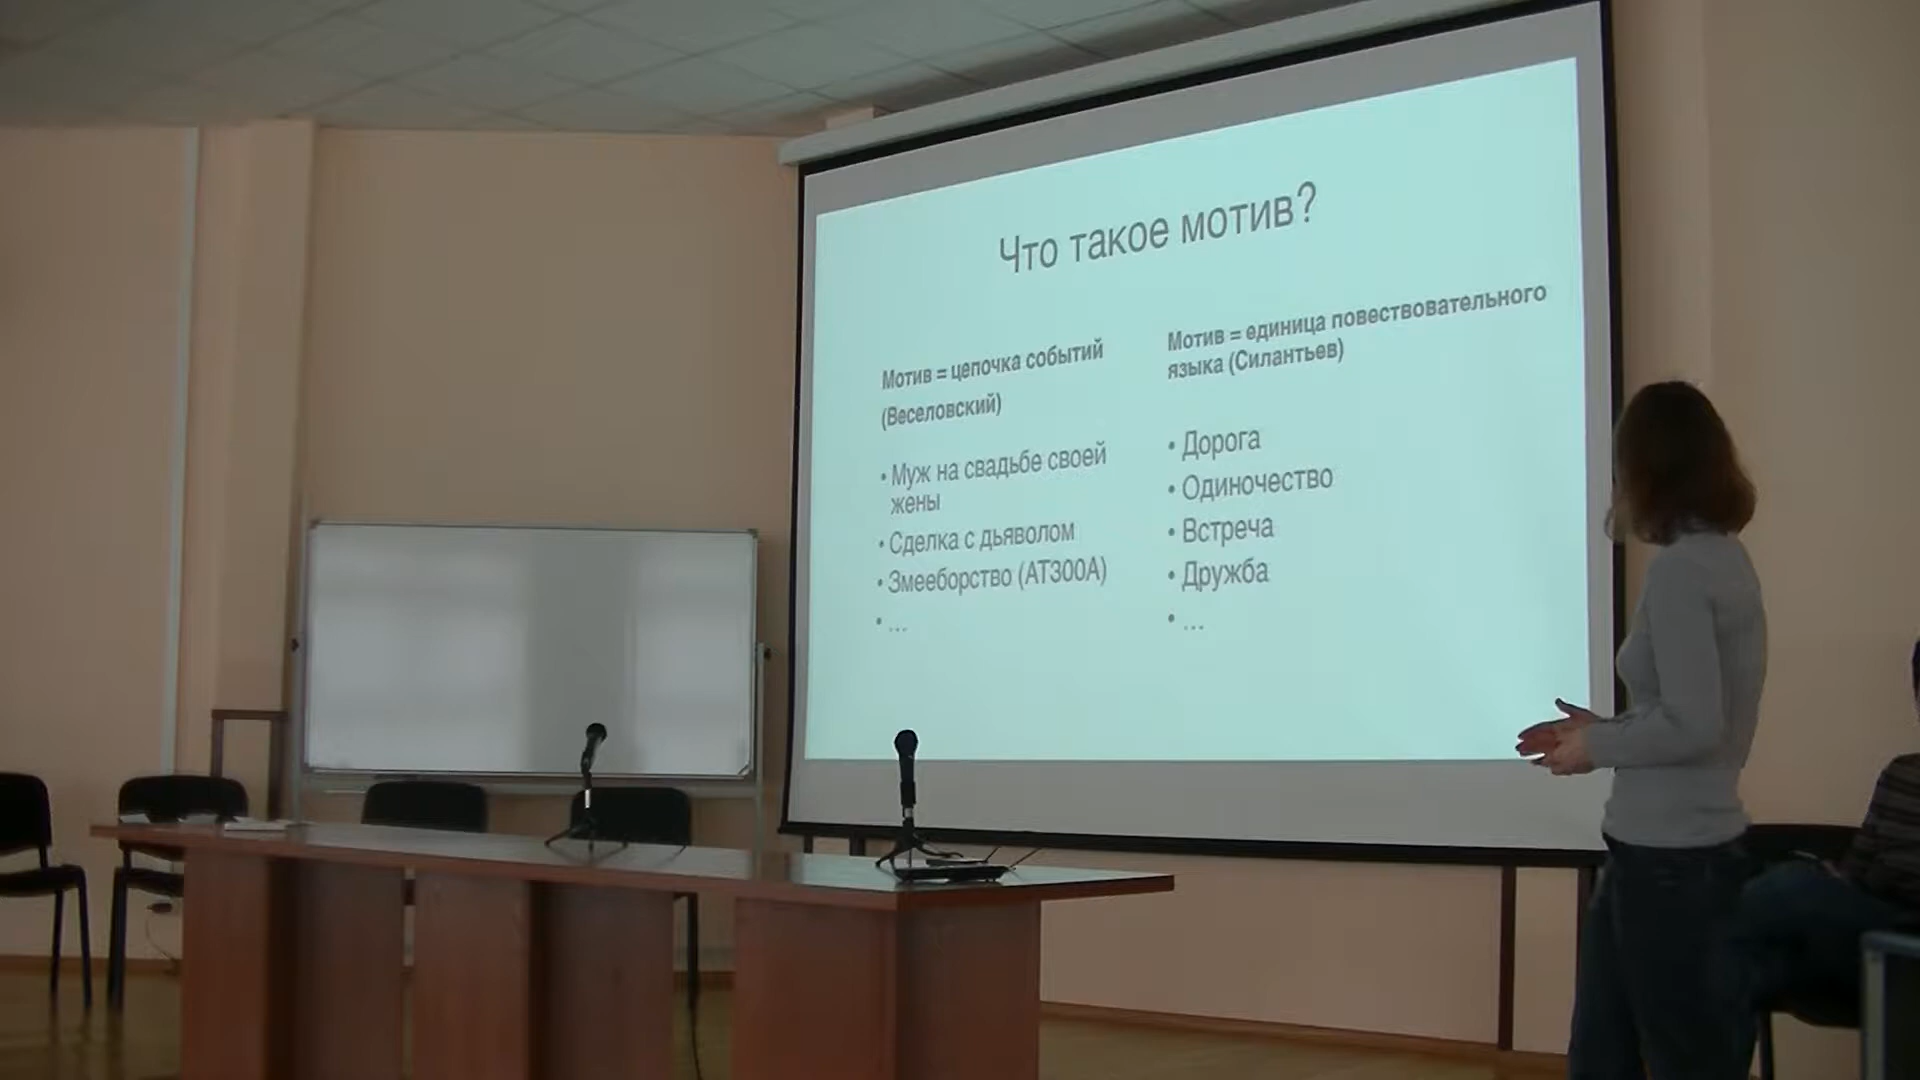 Что такое мотив?
Мотив = цепочка событий
(Веселовский)
• Муж на свадьбе своей
жены
• Сделка с дьяволом
• Змееборство (АТ300А)
• ...
Мотив = единица повествовательного
языка (Силантьев)
• Дорога
• Одиночество
• Встреча
• Дружба
• ...